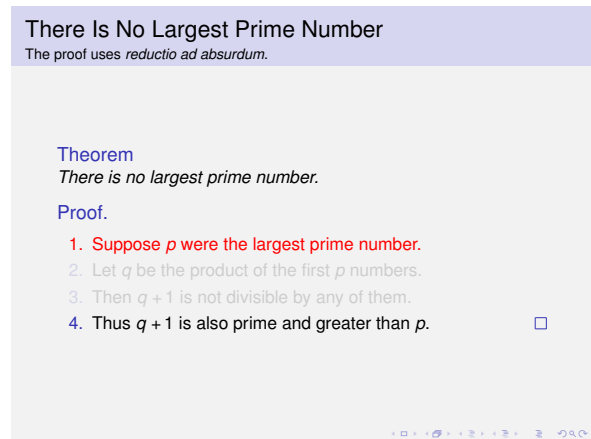 There Is No Largest Prime Number
The proof uses reductio ad absurdum.
Theorem
There is no largest prime number.
Proof.
1. Suppose p were the largest prime number.
2. Let q be the product of the first p numbers.
3. Then q + 1 is not divisible by any of them.
4. Thus q + 1 is also prime and greater than p. □